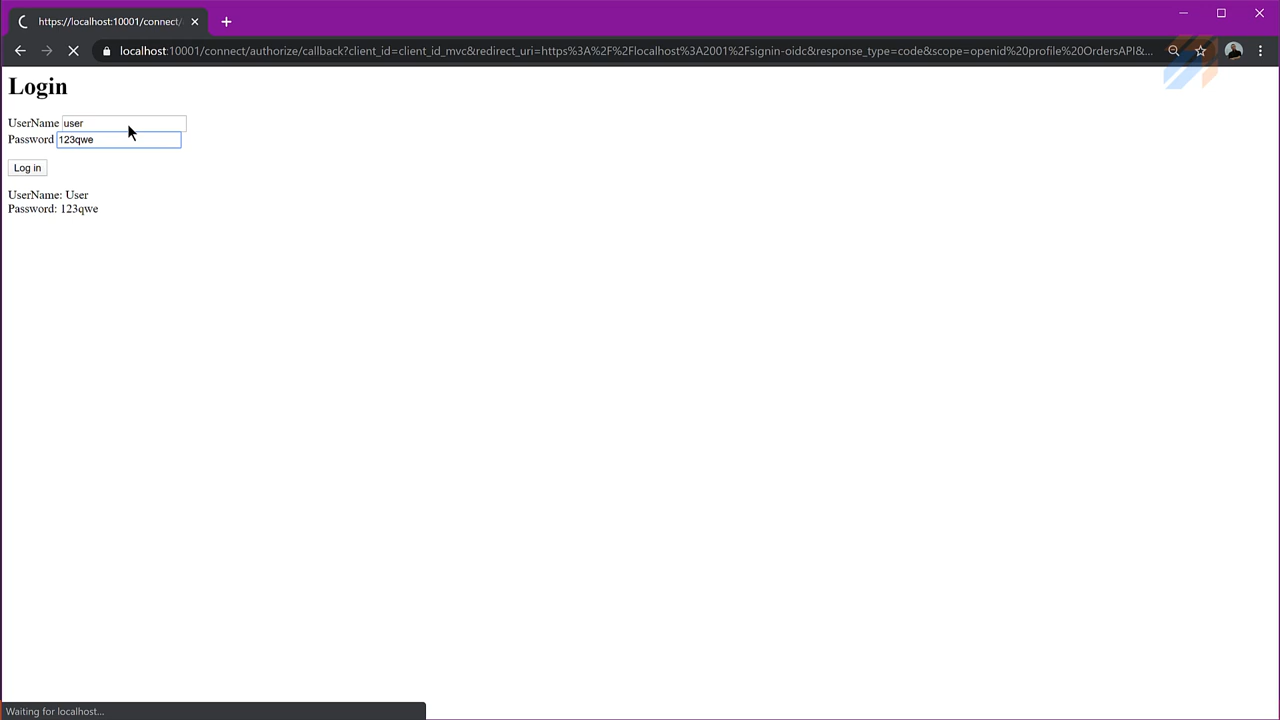 https://localhost:10001/connect/
localhost:10001/connect/authorize/callback?client_id=client_id_mvc&redirect_uri=https%3A%2F%2Flocalhost%3A2001%2Fsignin-oidc&response_type=code&scope=openid%20profile%20OrdersAPI&...
Login
UserName user
Password 123qwe
Log in
UserName: User
Password: 123qwe
Waiting for localhost...